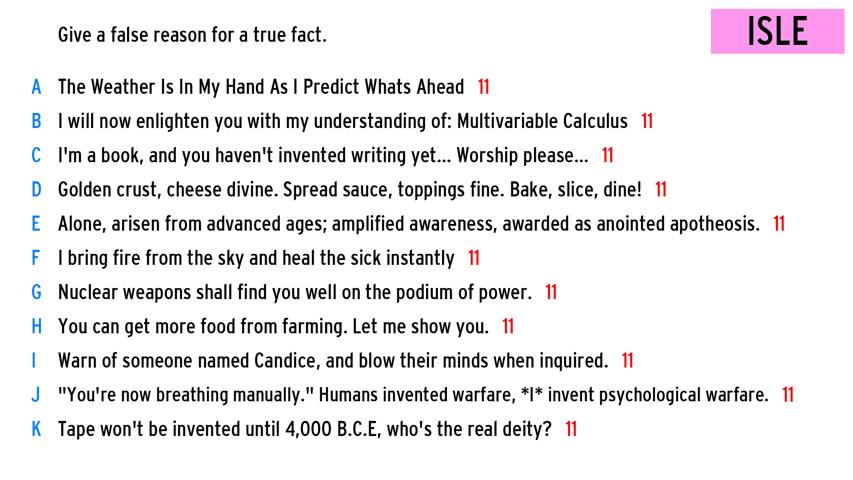 Give a false reason for a true fact.
ISLE
A The Weather Is In My Hand As I Predict Whats Ahead 11
B I will now enlighten you with my understanding of: Multivariable Calculus 11
C I'm a book, and you haven't invented writing yet... Worship please... 11
D Golden crust, cheese divine. Spread sauce, toppings fine. Bake, slice, dine! 11
E Alone, arisen from advanced ages; amplified awareness, awarded as anointed apotheosis. 11
F I bring fire from the sky and heal the sick instantly 11
G Nuclear weapons shall find you well on the podium of power. 11
H You can get more food from farming. Let me show you. 11
I Warn of someone named Candice, and blow their minds when inquired. 11
J "You're now breathing manually." Humans invented warfare, *I* invent psychological warfare. 11
K Tape won't be invented until 4,000 B.C.E, who's the real deity? 11